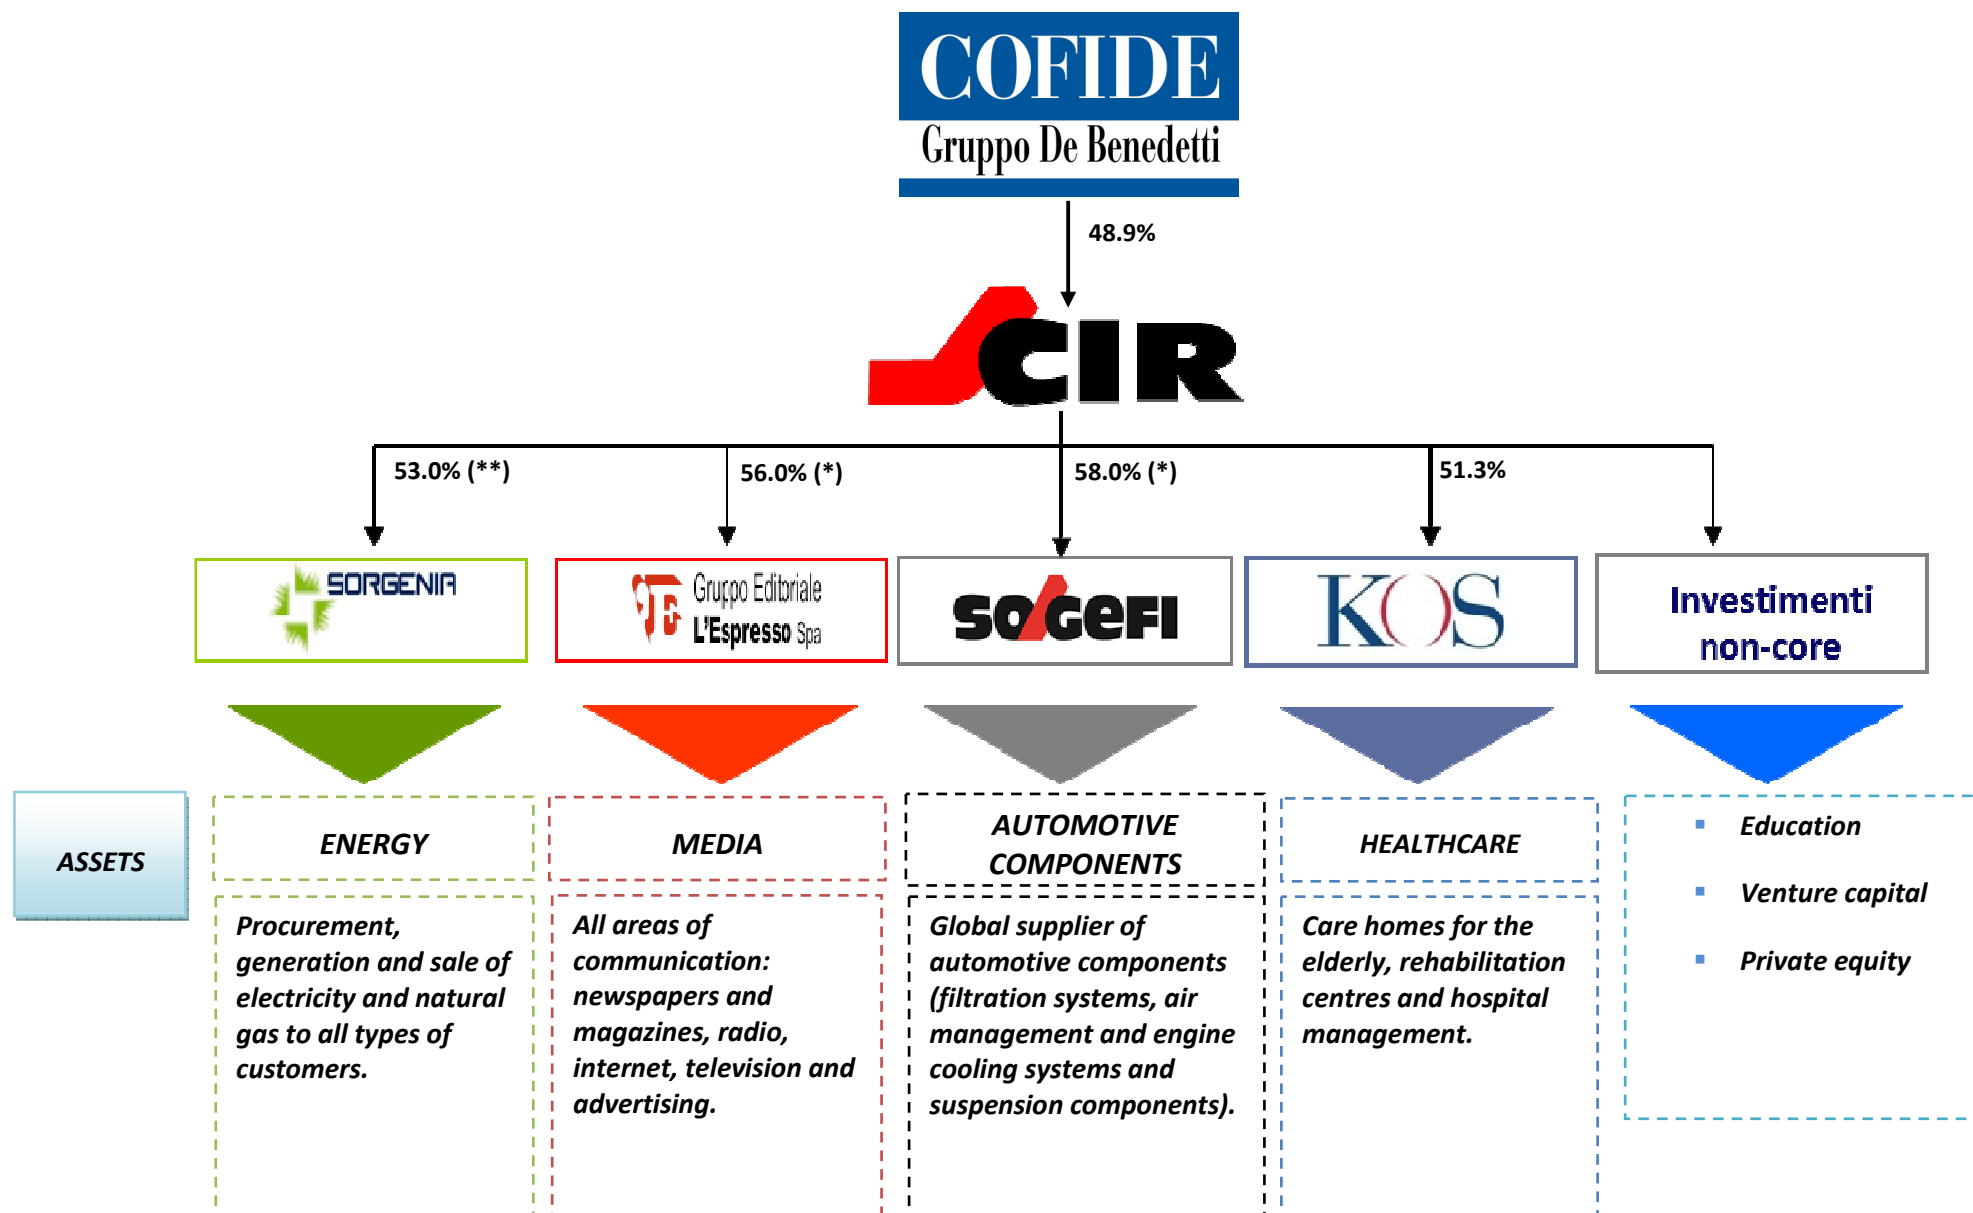 COFIDE
Gruppo De Benedetti
48.9%
CIR
53.0% (**)
56.0% (*)
58.0% (*)
51.3%
SORGENIA
Gruppo Editoriale
L'Espresso Spa
SOGEFI
KOS
Investimenti
non-core
ASSETS
ENERGY
MEDIA
AUTOMOTIVE
COMPONENTS
HEALTHCARE
▪ Education
▪ Venture capital
▪ Private equity
Procurement,
generation and sale of
electricity and natural
gas to all types of
customers.
All areas of
communication:
newspapers and
magazines, radio,
internet, television and
advertising.
Global supplier of
automotive components
(filtration systems, air
management and engine
cooling systems and
suspension components).
Care homes for the
elderly, rehabilitation
centres and hospital
management.